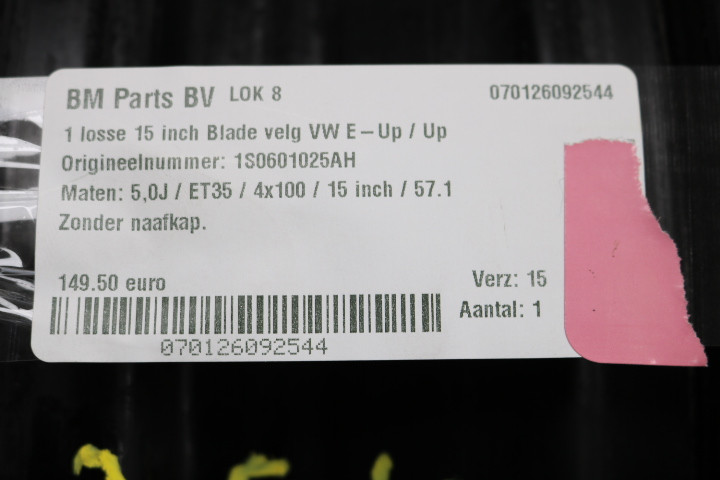 BM Parts BV LOK 8 070126092544
1 losse 15 inch Blade velg VW E-Up / Up
Origineelnummer: 1S0601025AH
Maten: 5,0J / ET35 / 4x100 / 15 inch / 57.1
Zonder naafkap.
149.50 euro Verz: 15
Aantal: 1
070126092544